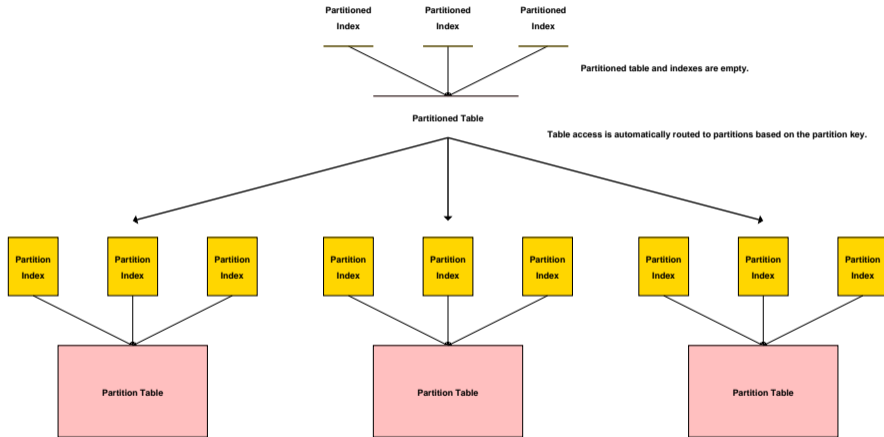 Partitioned Partitioned Partitioned
Index Index Index
Partitioned table and indexes are empty.
Partitioned Table
Table access is automatically routed to partitions based on the partition key.
Partition Partition Partition Partition Partition Partition Partition Partition Partition
Index Index Index Index Index Index Index Index Index
Partition Table Partition Table Partition Table